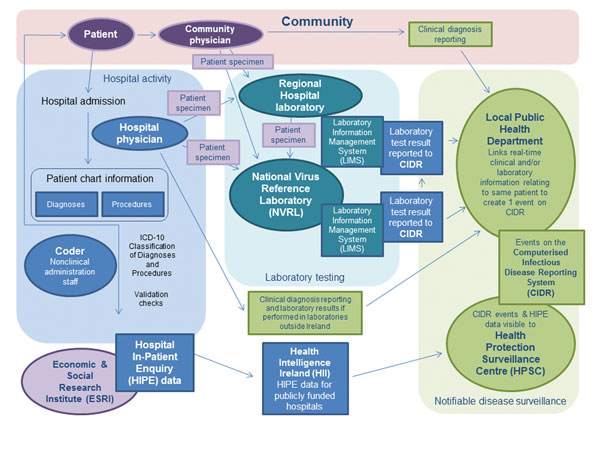 Community
Patient
Community
physician
Clinical diagnosis
reporting
Patient specimen
Hospital activity
Hospital admission
Patient
specimen
Hospital
physician
Patient
specimen
Patient chart information
Diagnoses
Procedures
Coder
Nonclinical
administration
staff
ICD-10
Classification
of Diagnoses
and
Procedures
Validation
checks
Regional
Hospital
laboratory
Patient
specimen
National Virus
Reference
Laboratory
(NVRL)
Laboratory
Information
Management
System
(LIMS)
Laboratory
test result
reported to
CIDR
Laboratory
Information
Management
System
(LIMS)
Laboratory
test result
reported to
CIDR
Laboratory testing
Clinical diagnosis reporting
and laboratory results if
performed in laboratories
outside Ireland
Local Public
Health
Department
Links real-time
clinical and/or
laboratory
information relating
to same patient to
create 1 event on
CIDR
Events on the
Computerised
Infectious
Disease Reporting
System
(CIDR)
CIDR events & HIPE
data visible to
Health
Protection
Surveillance
Centre (HPSC)
Notifiable disease surveillance
Economic &
Social
Research
Institute (ESRI)
Hospital
In-Patient
Enquiry
(HIPE) data
Health
Intelligence
Ireland (HII)
HIPE data for
publicly funded
hospitals